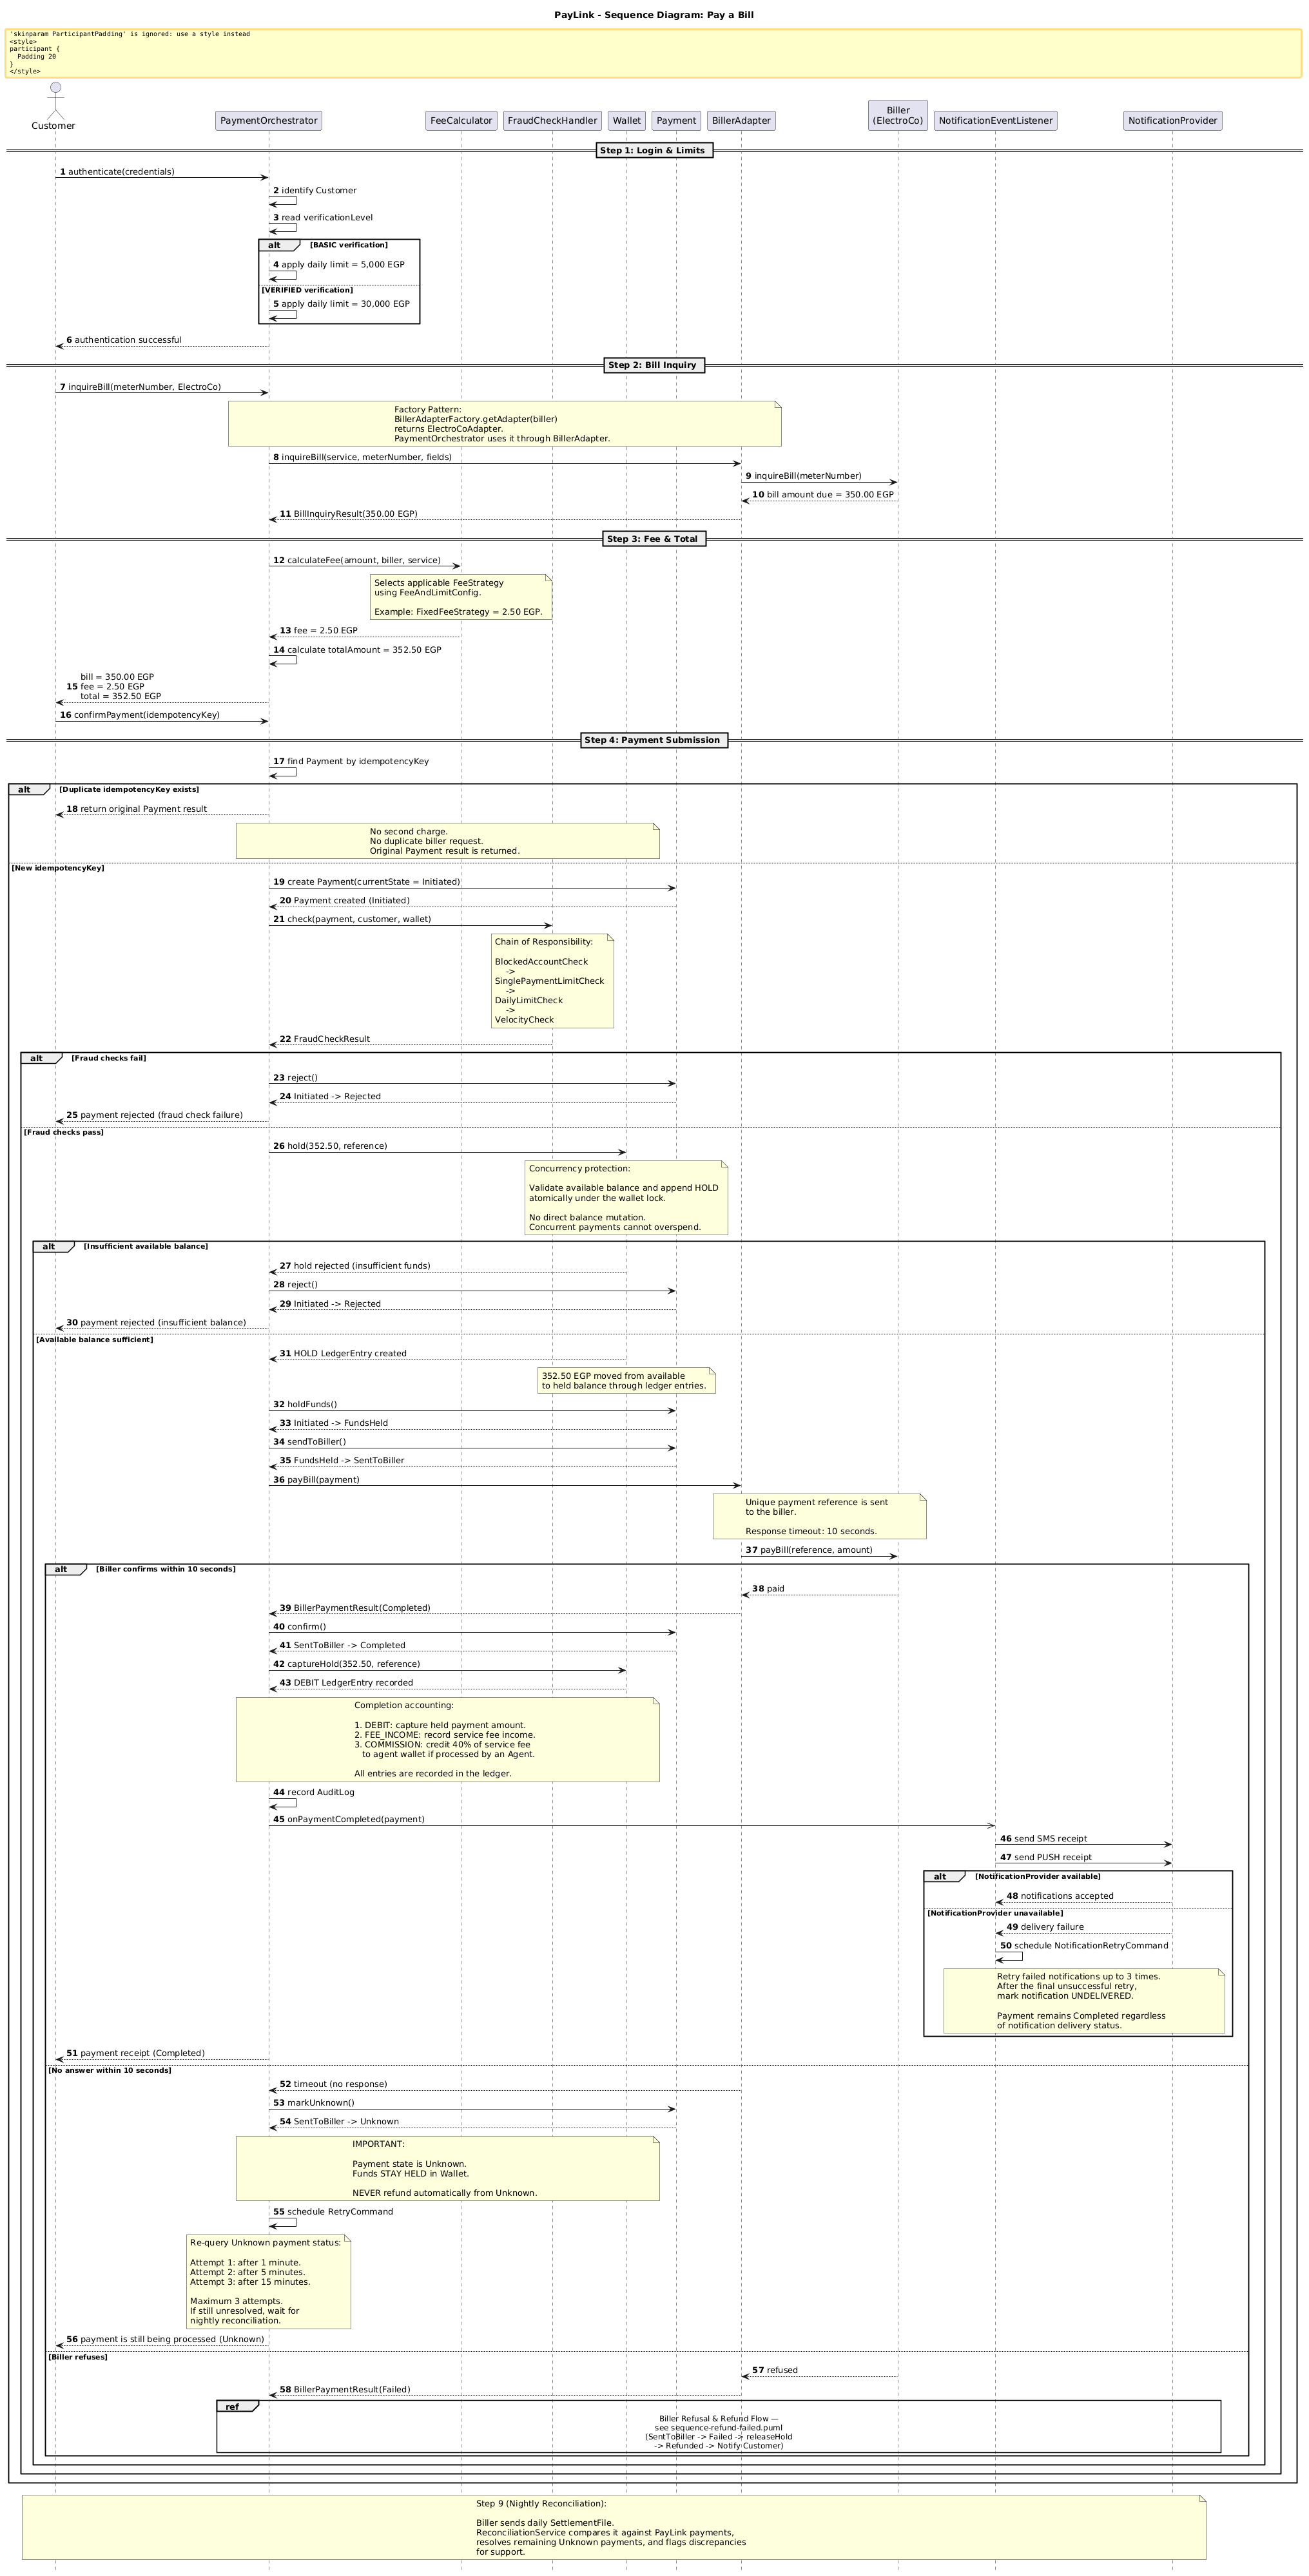 PayLink - Sequence Diagram: Pay a Bill
'skinparam ParticipantPadding' is ignored: use a style instead
<style>
participant {
  Padding 20
}
</style>
Customer
PaymentOrchestrator
FeeCalculator
FraudCheckHandler
Wallet
Payment
BillerAdapter
Biller
(ElectroCo)
NotificationEventListener
NotificationProvider
Step 1: Login & Limits
1 authenticate(credentials)
2 identify Customer
3 read verificationLevel
alt [BASIC verification]
4 apply daily limit = 5,000 EGP
[VERIFIED verification]
5 apply daily limit = 30,000 EGP
6 authentication successful
Step 2: Bill Inquiry
7 inquireBill(meterNumber, ElectroCo)
Factory Pattern:
BillerAdapterFactory.getAdapter(biller)
returns ElectroCoAdapter.
PaymentOrchestrator uses it through BillerAdapter.
8 inquireBill(service, meterNumber, fields)
9 inquireBill(meterNumber)
10 bill amount due = 350.00 EGP
11 BillInquiryResult(350.00 EGP)
Step 3: Fee & Total
12 calculateFee(amount, biller, service)
Selects applicable FeeStrategy
using FeeAndLimitConfig.
Example: FixedFeeStrategy = 2.50 EGP.
13 fee = 2.50 EGP
14 calculate totalAmount = 352.50 EGP
bill = 350.00 EGP
15 fee = 2.50 EGP
total = 352.50 EGP
16 confirmPayment(idempotencyKey)
Step 4: Payment Submission
17 find Payment by idempotencyKey
alt [Duplicate idempotencyKey exists]
18 return original Payment result
No second charge.
No duplicate biller request.
Original Payment result is returned.
[New idempotencyKey]
19 create Payment(currentState = Initiated)
20 Payment created (Initiated)
21 check(payment, customer, wallet)
Chain of Responsibility:
BlockedAccountCheck
->
SinglePaymentLimitCheck
->
DailyLimitCheck
->
VelocityCheck
22 FraudCheckResult
alt [Fraud checks fail]
23 reject()
24 Initiated -> Rejected
25 payment rejected (fraud check failure)
[Fraud checks pass]
26 hold(352.50, reference)
Concurrency protection:
Validate available balance and append HOLD
atomically under the wallet lock.
No direct balance mutation.
Concurrent payments cannot overspend.
alt [Insufficient available balance]
27 hold rejected (insufficient funds)
28 reject()
29 Initiated -> Rejected
30 payment rejected (insufficient balance)
[Available balance sufficient]
31 HOLD LedgerEntry created
352.50 EGP moved from available
to held balance through ledger entries.
32 holdFunds()
33 Initiated -> FundsHeld
34 sendToBiller()
35 FundsHeld -> SentToBiller
36 payBill(payment)
Unique payment reference is sent
to the biller.
Response timeout: 10 seconds.
37 payBill(reference, amount)
alt [Biller confirms within 10 seconds]
38 paid
39 BillerPaymentResult(Completed)
40 confirm()
41 SentToBiller -> Completed
42 captureHold(352.50, reference)
43 DEBIT LedgerEntry recorded
Completion accounting:
1. DEBIT: capture held payment amount.
2. FEE_INCOME: record service fee income.
3. COMMISSION: credit 40% of service fee
to agent wallet if processed by an Agent.
All entries are recorded in the ledger.
44 record AuditLog
45 onPaymentCompleted(payment)
46 send SMS receipt
47 send PUSH receipt
alt [NotificationProvider available]
48 notifications accepted
[NotificationProvider unavailable]
49 delivery failure
50 schedule NotificationRetryCommand
Retry failed notifications up to 3 times.
After the final unsuccessful retry,
mark notification UNDELIVERED.
Payment remains Completed regardless
of notification delivery status.
51 payment receipt (Completed)
[No answer within 10 seconds]
52 timeout (no response)
53 markUnknown()
54 SentToBiller -> Unknown
IMPORTANT:
Payment state is Unknown.
Funds STAY HELD in Wallet.
NEVER refund automatically from Unknown.
55 schedule RetryCommand
Re-query Unknown payment status:
Attempt 1: after 1 minute.
Attempt 2: after 5 minutes.
Attempt 3: after 15 minutes.
Maximum 3 attempts.
If still unresolved, wait for
nightly reconciliation.
56 payment is still being processed (Unknown)
[Biller refuses]
57 refused
58 BillerPaymentResult(Failed)
ref
Biller Refusal & Refund Flow —
see sequence-refund-failed.puml
(SentToBiller -> Failed -> releaseHold
-> Refunded -> Notify Customer)
Step 9 (Nightly Reconciliation):
Biller sends daily SettlementFile.
ReconciliationService compares it against PayLink payments,
resolves remaining Unknown payments, and flags discrepancies
for support.